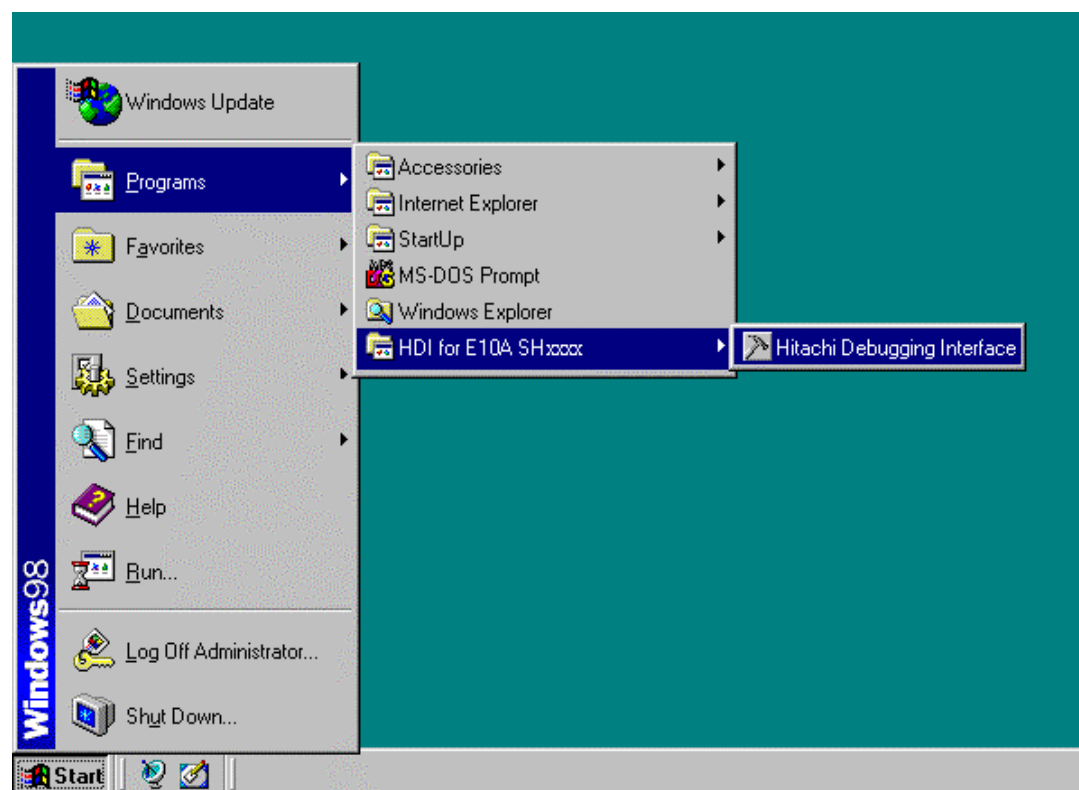 Windows Update
Programs
Favorites
Documents
Settings
Find
Help
Run...
Log Off Administrator...
Shut Down...
Windows98
Accessories
Internet Explorer
StartUp
MS-DOS Prompt
Windows Explorer
HDI for E10A SHxxxx
Hitachi Debugging Interface
Start